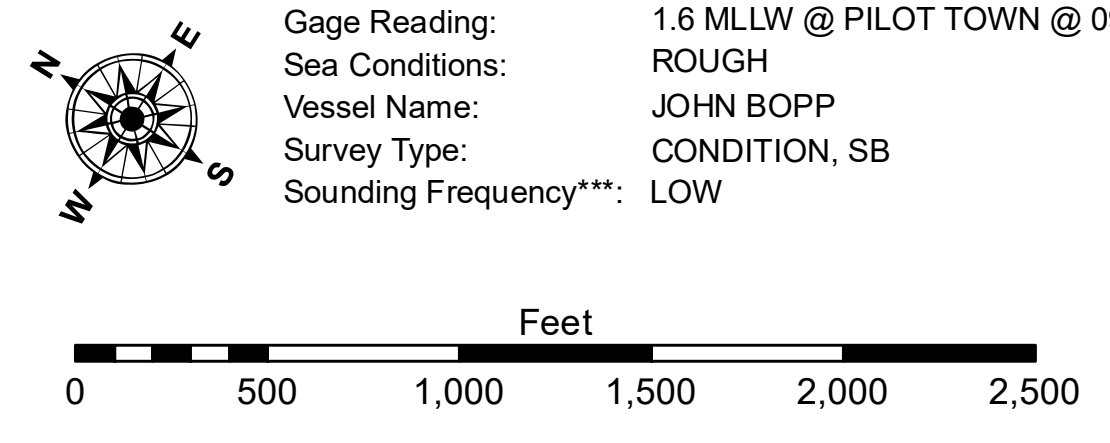 N
E
S
W
Gage Reading: 1.6 MLLW @ PILOT TOWN @ 09
Sea Conditions: ROUGH
Vessel Name: JOHN BOPP
Survey Type: CONDITION, SB
Sounding Frequency***: LOW
Feet
0 500 1,000 1,500 2,000 2,500